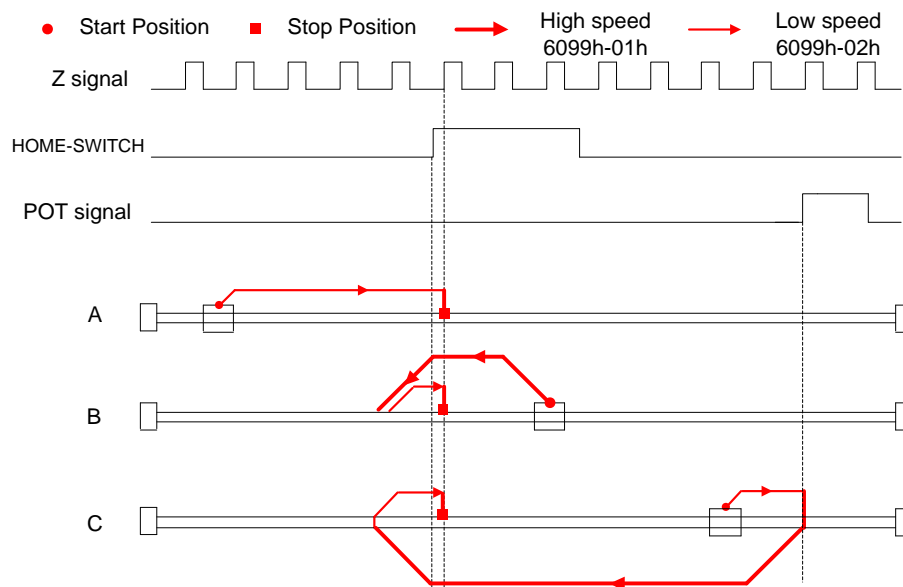 Start Position
Stop Position
High speed
6099h-01h
Low speed
6099h-02h
Z signal
HOME-SWITCH
POT signal
A
B
C